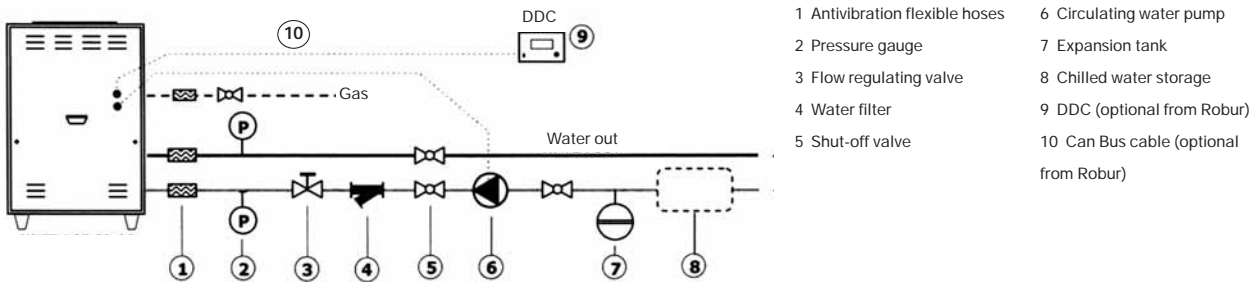 DDC
10
9
Gas
P
Water out
P
1 2 3 4 5 6 7 8
1 Antivibration flexible hoses
2 Pressure gauge
3 Flow regulating valve
4 Water filter
5 Shut-off valve
6 Circulating water pump
7 Expansion tank
8 Chilled water storage
9 DDC (optional from Robur)
10 Can Bus cable (optional
from Robur)